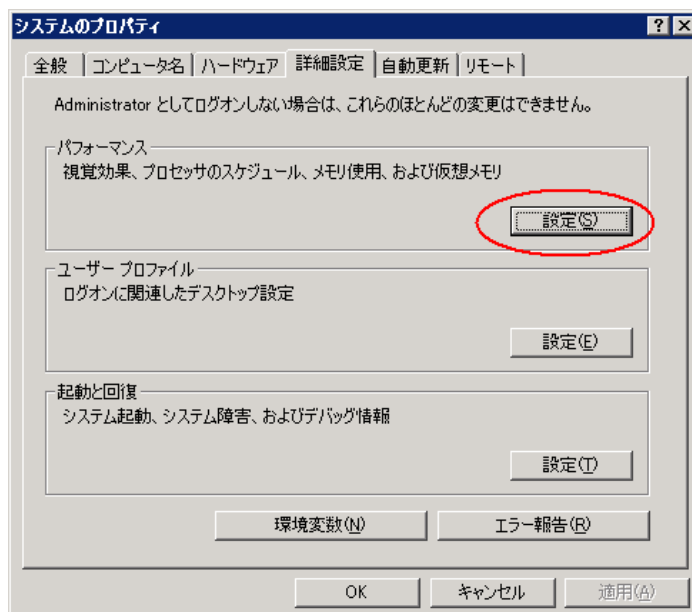 システムのプロパティ
全般 コンピュータ名 ハードウェア 詳細設定 自動更新 リモート
Administrator としてログオンしない場合は、これらのほとんどの変更はできません。
パフォーマンス
視覚効果、プロセッサのスケジュール、メモリ使用、および仮想メモリ
設定(S)
ユーザー プロファイル
ログオンに関連したデスクトップ設定
設定(E)
起動と回復
システム起動、システム障害、およびデバッグ情報
設定(T)
環境変数(N) エラー報告(R)
OK キャンセル 適用(A)